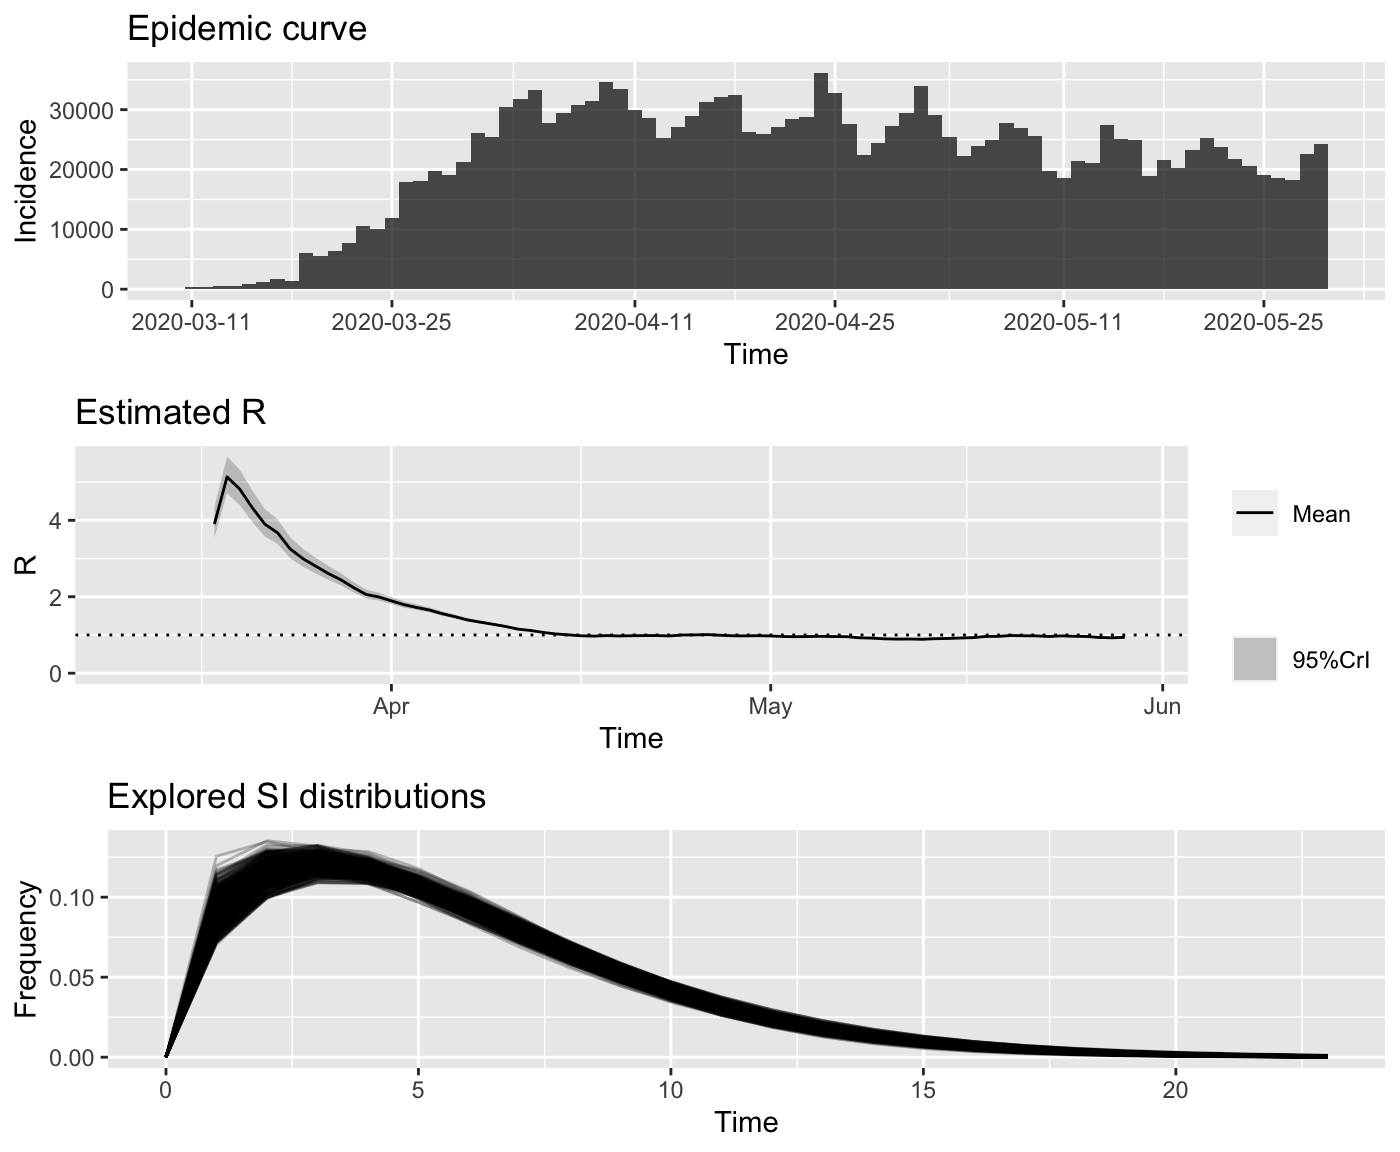 Epidemic curve
30000
20000
10000
0
Incidence
2020-03-11 2020-03-25 2020-04-11 2020-04-25 2020-05-11 2020-05-25
Time
Estimated R
4
2
0
R
Apr May Jun
Time
Mean
95%CrI
Explored SI distributions
0.10
0.05
0.00
Frequency
0 5 10 15 20
Time